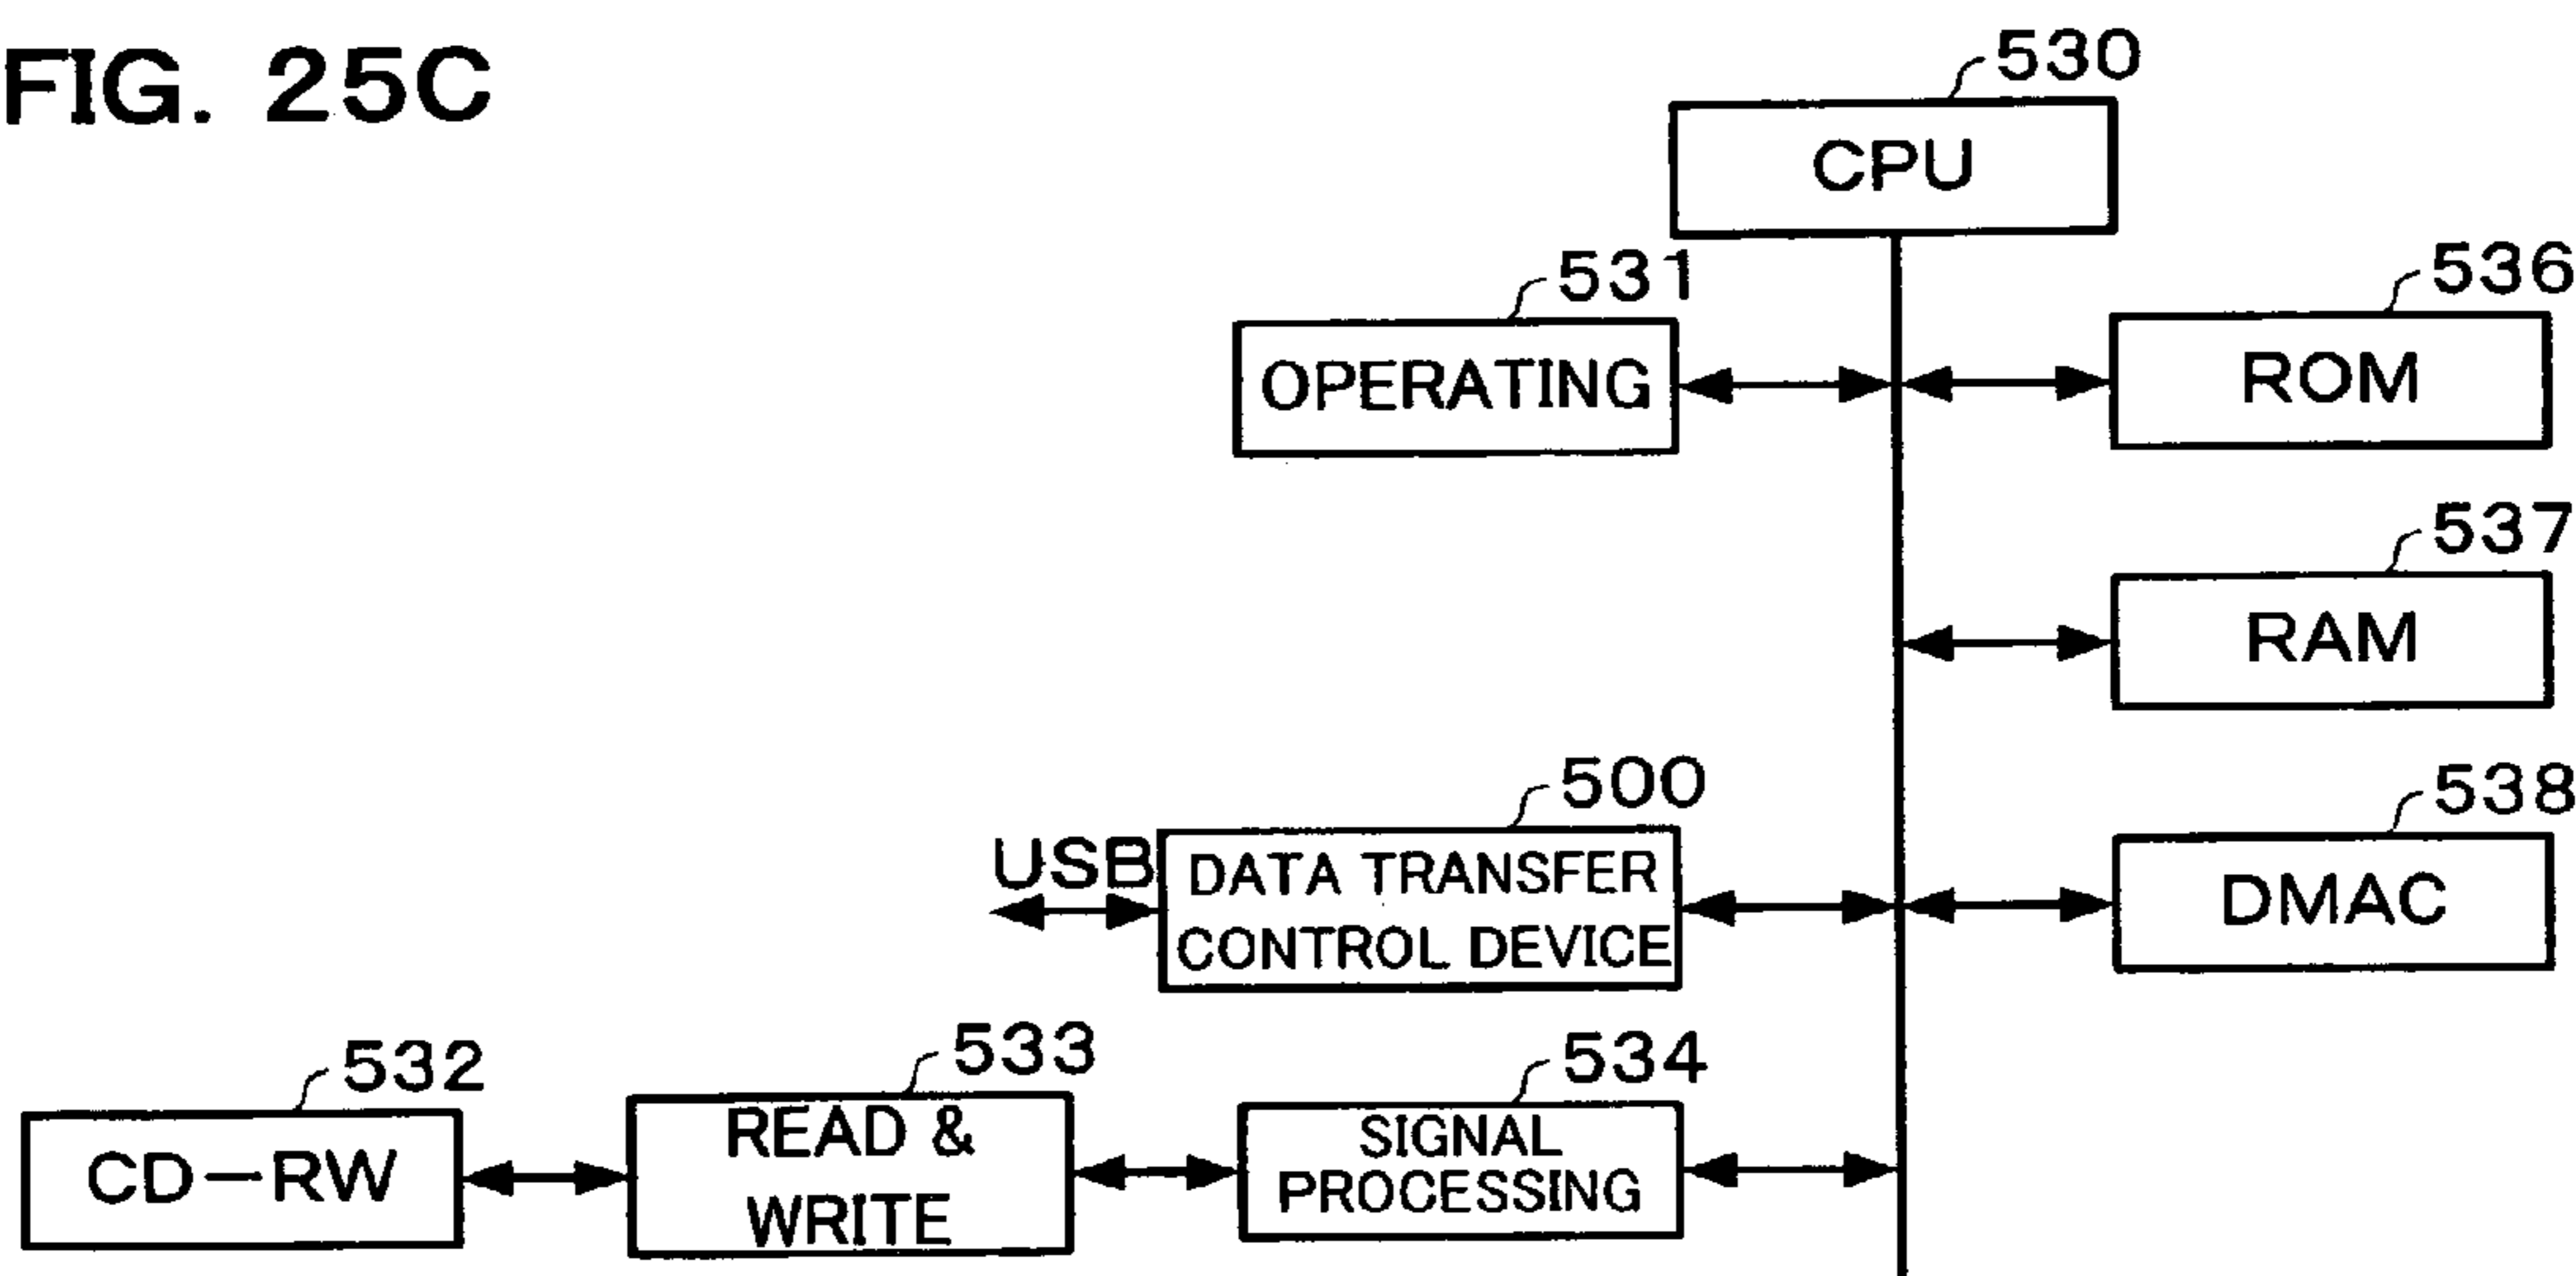 FIG. 25C
530
CPU
531
OPERATING
536
ROM
537
RAM
500
USB
DATA TRANSFER
CONTROL DEVICE
538
DMAC
532
CD-RW
533
READ &
WRITE
534
SIGNAL
PROCESSING